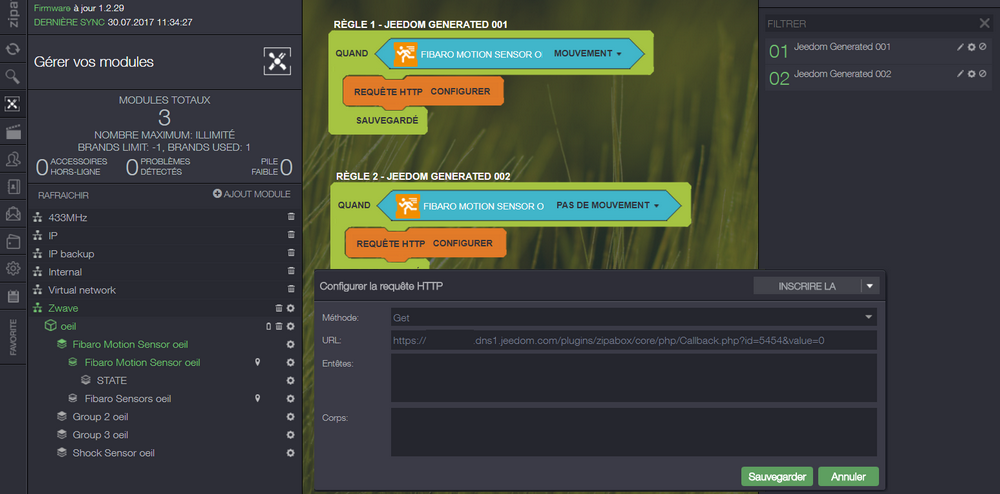 zipa
Firmware à jour 1.2.29
DERNIÈRE SYNC 30.07.2017 11:34:27
Gérer vos modules
MODULES TOTAUX
3
NOMBRE MAXIMUM: ILLIMITÉ
BRANDS LIMIT: -1, BRANDS USED: 1
0 ACCESSOIRES HORS-LIGNE
0 PROBLÈMES DÉTECTÉS
PILE FAIBLE 0
RAFRAICHIR
AJOUT MODULE
433MHz
IP
IP backup
Internal
Virtual network
Zwave
oeil
Fibaro Motion Sensor oeil
Fibaro Motion Sensor oeil
STATE
Fibaro Sensors oeil
Group 2 oeil
Group 3 oeil
Shock Sensor oeil
FAVORITE
RÈGLE 1 - JEEDOM GENERATED 001
QUAND FIBARO MOTION SENSOR O MOUVEMENT
REQUÊTE HTTP CONFIGURER
SAUVEGARDÉ
RÈGLE 2 - JEEDOM GENERATED 002
QUAND FIBARO MOTION SENSOR O PAS DE MOUVEMENT
REQUÊTE HTTP CONFIGURER
Configurer la requête HTTP
INSCRIRE LA
Méthode: Get
URL: https:// .dns1.jeedom.com/plugins/zipabox/core/php/Callback.php?id=5454&value=0
Entêtes:
Corps:
Sauvegarder
Annuler
FILTRER
01 Jeedom Generated 001
02 Jeedom Generated 002